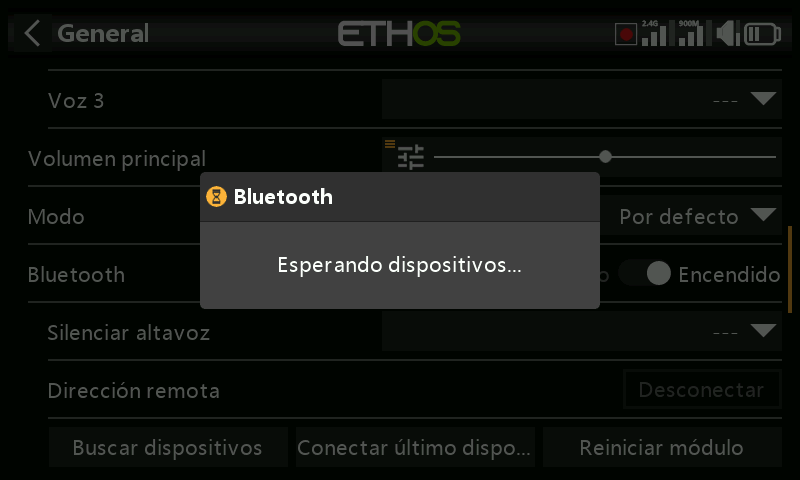 General
ETHOS
2.4G
900M
Voz 3
---
Volumen principal
Modo
Por defecto
Bluetooth
Encendido
Bluetooth
Esperando dispositivos...
Silenciar altavoz
---
Dirección remota
Desconectar
Buscar dispositivos
Conectar último dispo...
Reiniciar módulo